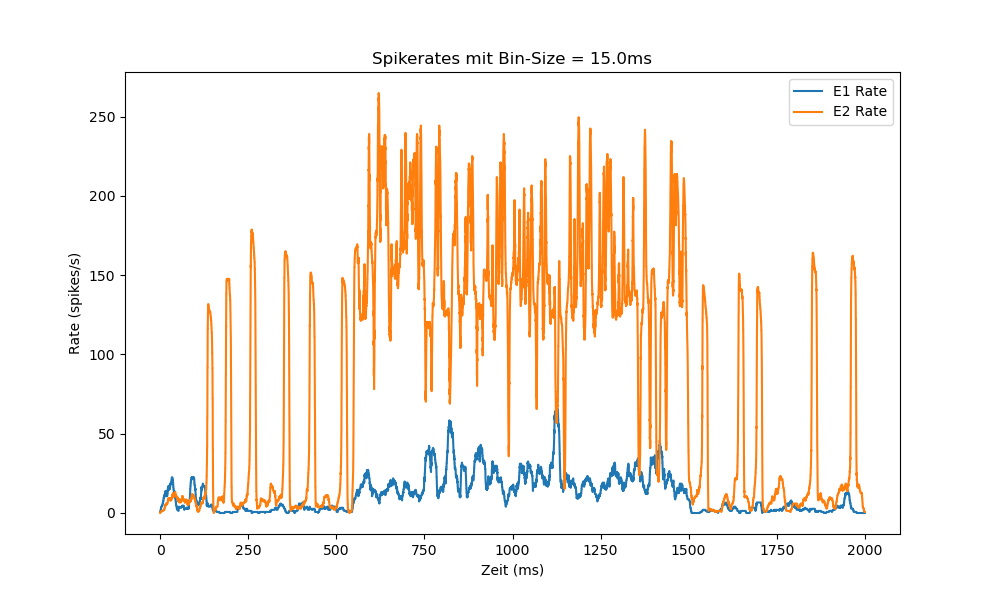 Spikerates mit Bin-Size = 15.0ms
E1 Rate
E2 Rate
Rate (spikes/s)
250
200
150
100
50
0
0 250 500 750 1000 1250 1500 1750 2000
Zeit (ms)